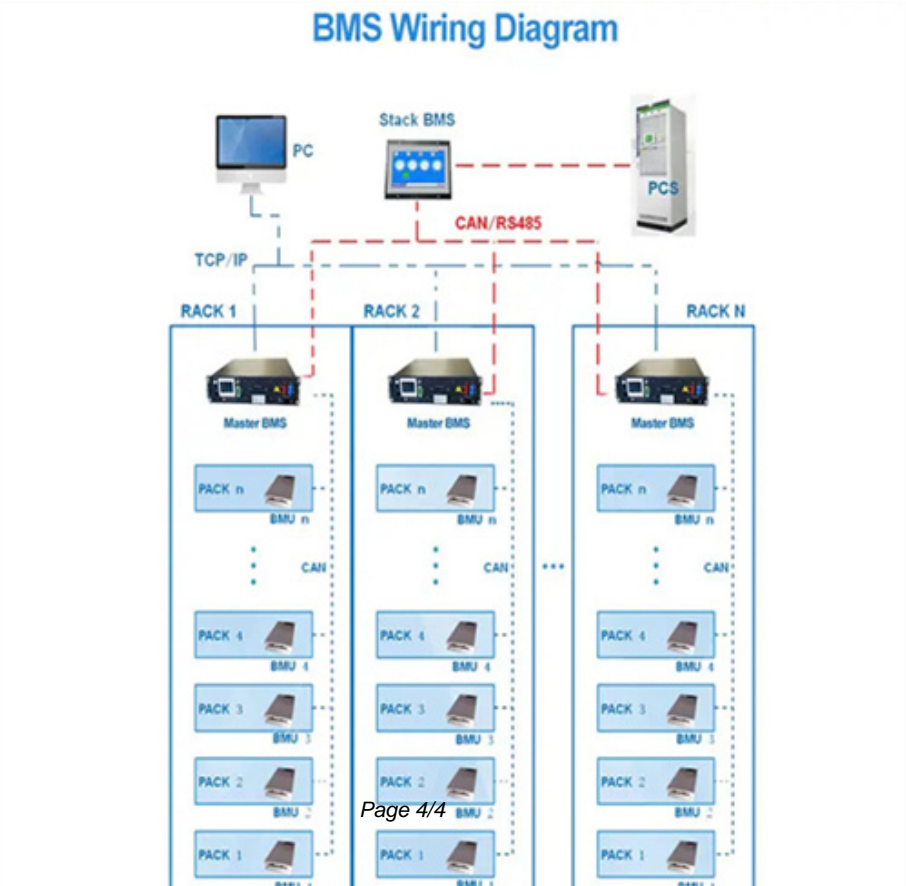 BMS Wiring Diagram
Stack BMS
PC
PCS
CAN/RS485
TCP/IP
RACK 1
RACK 2
RACK N
Master BMS
Master BMS
Master BMS
PACK n
PACK n
PACK n
BMU n
BMU n
BMU n
CAN
CAN
CAN
PACK 4
PACK 4
PACK 4
BMU 4
BMU 4
BMU 4
PACK 3
PACK 3
PACK 3
BMU 3
BMU 3
BMU 3
PACK 2
PACK 2
PACK 2
Page 4/4
BMU 2
BMU 2
BMU 2
PACK 1
PACK 1
PACK 1